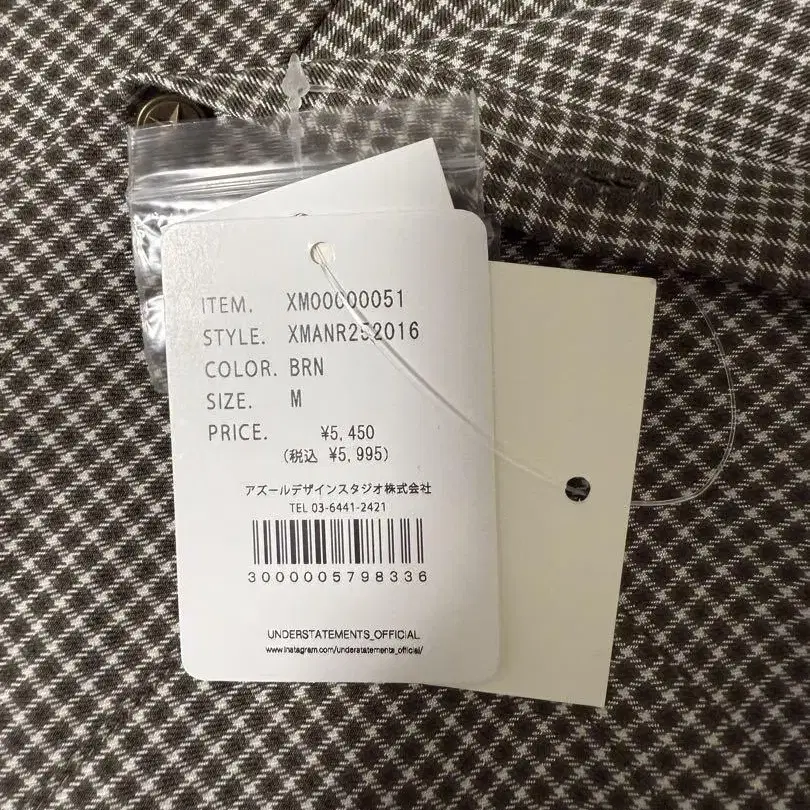 ITEM. XM00000051
STYLE. XMANR252016
COLOR. BRN
SIZE. M
PRICE. ¥5,450
(税込 ¥5,995)
アズールデザインスタジオ株式会社
TEL 03-6441-2421
3000005798336
UNDERSTATEMENTS_OFFICIAL
www.instagram.com/understatements_official/